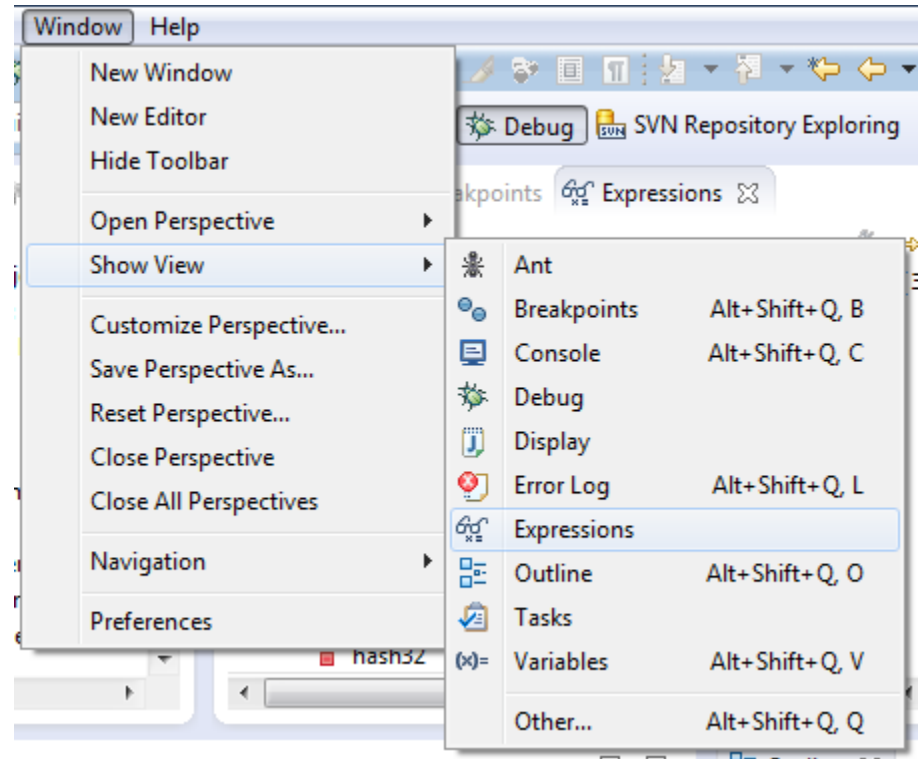 Window Help
New Window
New Editor
Hide Toolbar
Open Perspective
Show View
Customize Perspective...
Save Perspective As...
Reset Perspective...
Close Perspective
Close All Perspectives
Navigation
Preferences
Debug SVN Repository Exploring
Expressions
Ant
Breakpoints Alt+Shift+Q, B
Console Alt+Shift+Q, C
Debug
Display
Error Log Alt+Shift+Q, L
Expressions
Outline Alt+Shift+Q, O
Tasks
(x)= Variables Alt+Shift+Q, V
Other... Alt+Shift+Q, Q
hash32